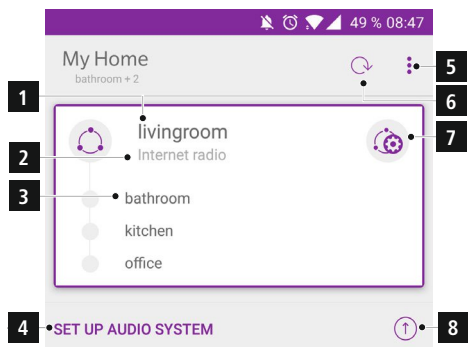 49 % 08:47
My Home
bathroom + 2
5
6
1
livingroom
7
2
Internet radio
3
bathroom
kitchen
office
4
SET UP AUDIO SYSTEM
8